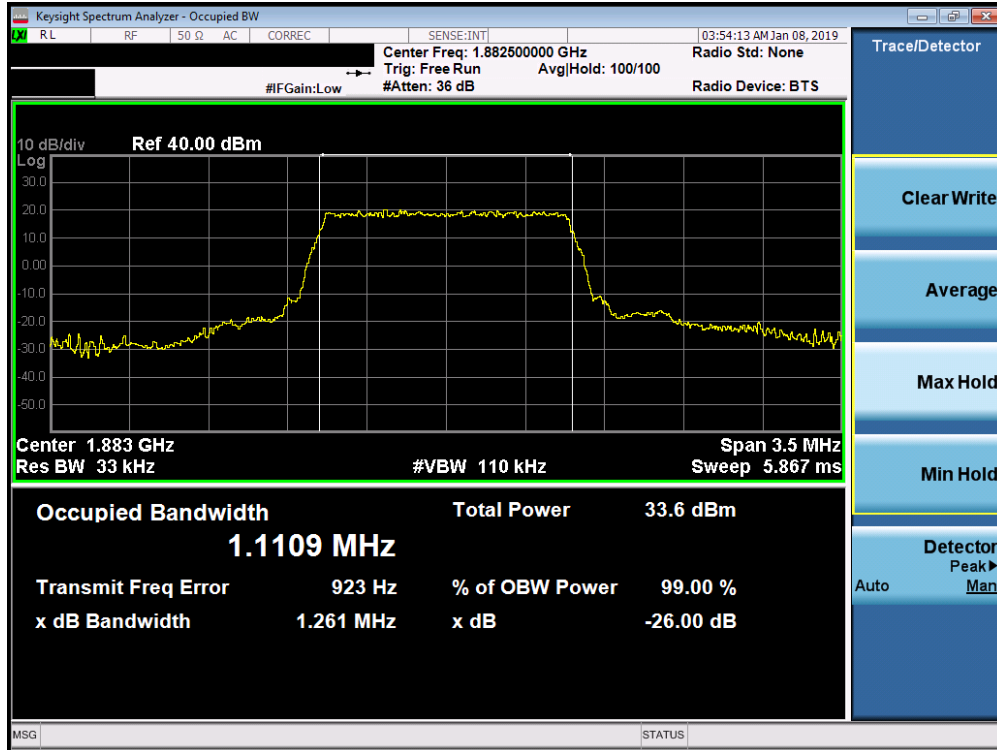 Keysight Spectrum Analyzer - Occupied BW
LXI RL RF 50 Ω AC CORREC SENSE:INT 03:54:13 AM Jan 08, 2019
Center Freq: 1.882500000 GHz Radio Std: None
Trig: Free Run Avg|Hold: 100/100
#IFGain:Low #Atten: 36 dB Radio Device: BTS
Trace/Detector
10 dB/div Ref 40.00 dBm
Log
30.0
20.0
10.0
0.00
-10.0
-20.0
-30.0
-40.0
-50.0
Center 1.883 GHz Span 3.5 MHz
Res BW 33 kHz #VBW 110 kHz Sweep 5.867 ms
Occupied Bandwidth Total Power 33.6 dBm
1.1109 MHz
Transmit Freq Error 923 Hz % of OBW Power 99.00 %
x dB Bandwidth 1.261 MHz x dB -26.00 dB
Clear Write
Average
Max Hold
Min Hold
Detector
Peak▶
Auto Man
MSG STATUS